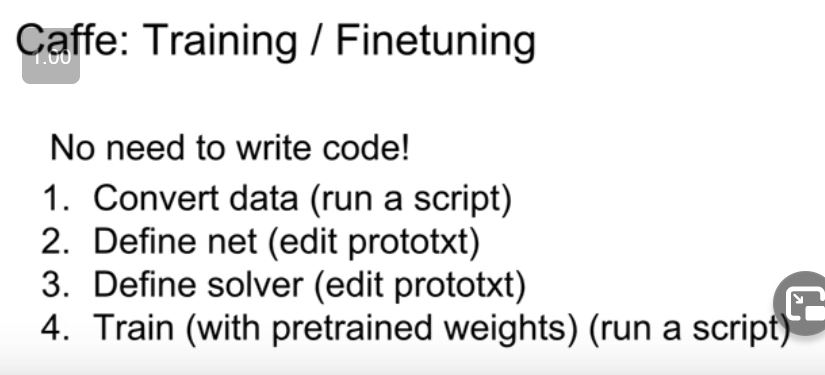 Caffe: Training / Finetuning
1.00
No need to write code!
1. Convert data (run a script)
2. Define net (edit prototxt)
3. Define solver (edit prototxt)
4. Train (with pretrained weights) (run a script)